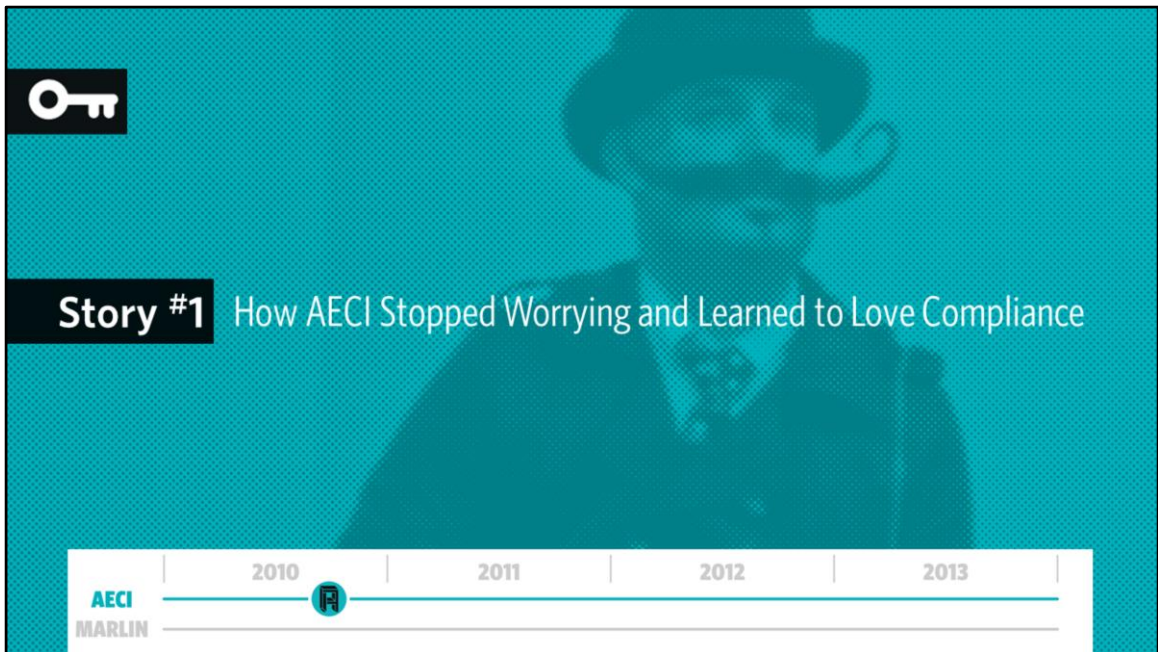 Story #1 How AECI Stopped Worrying and Learned to Love Compliance
2010 2011 2012 2013
AECI
MARLIN